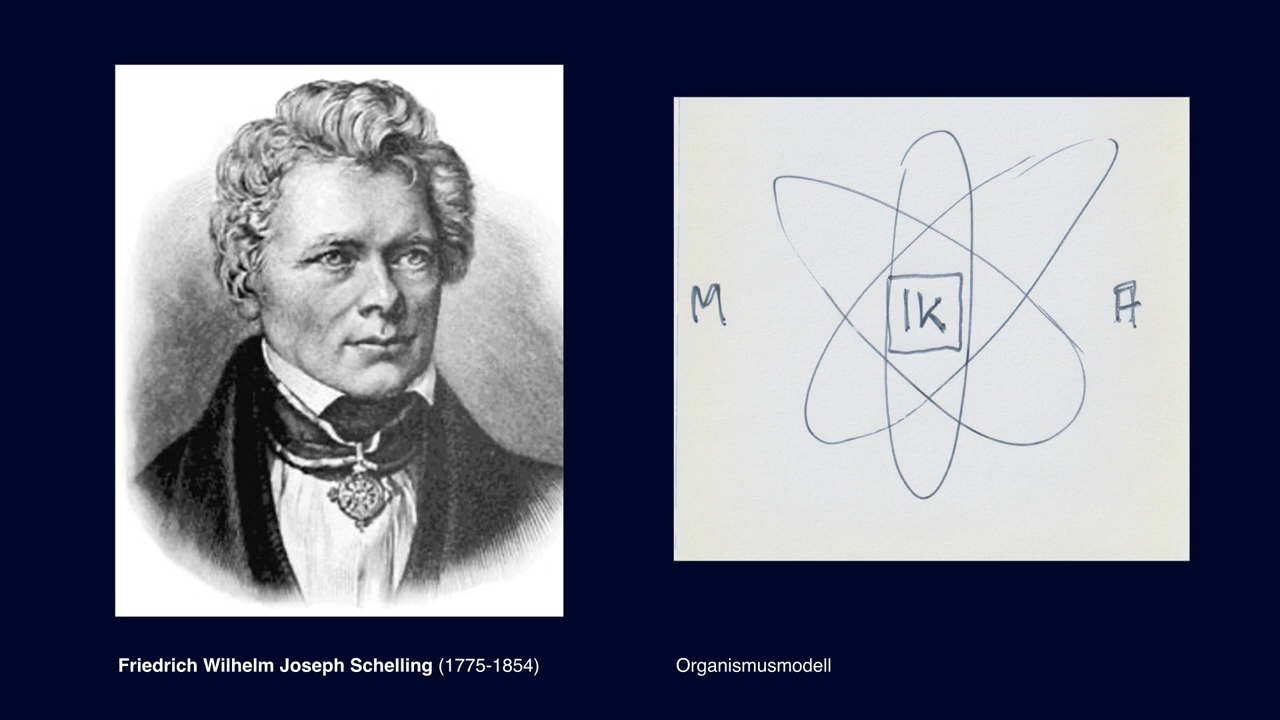 M
IK
A
Friedrich Wilhelm Joseph Schelling (1775-1854)
Organismusmodell